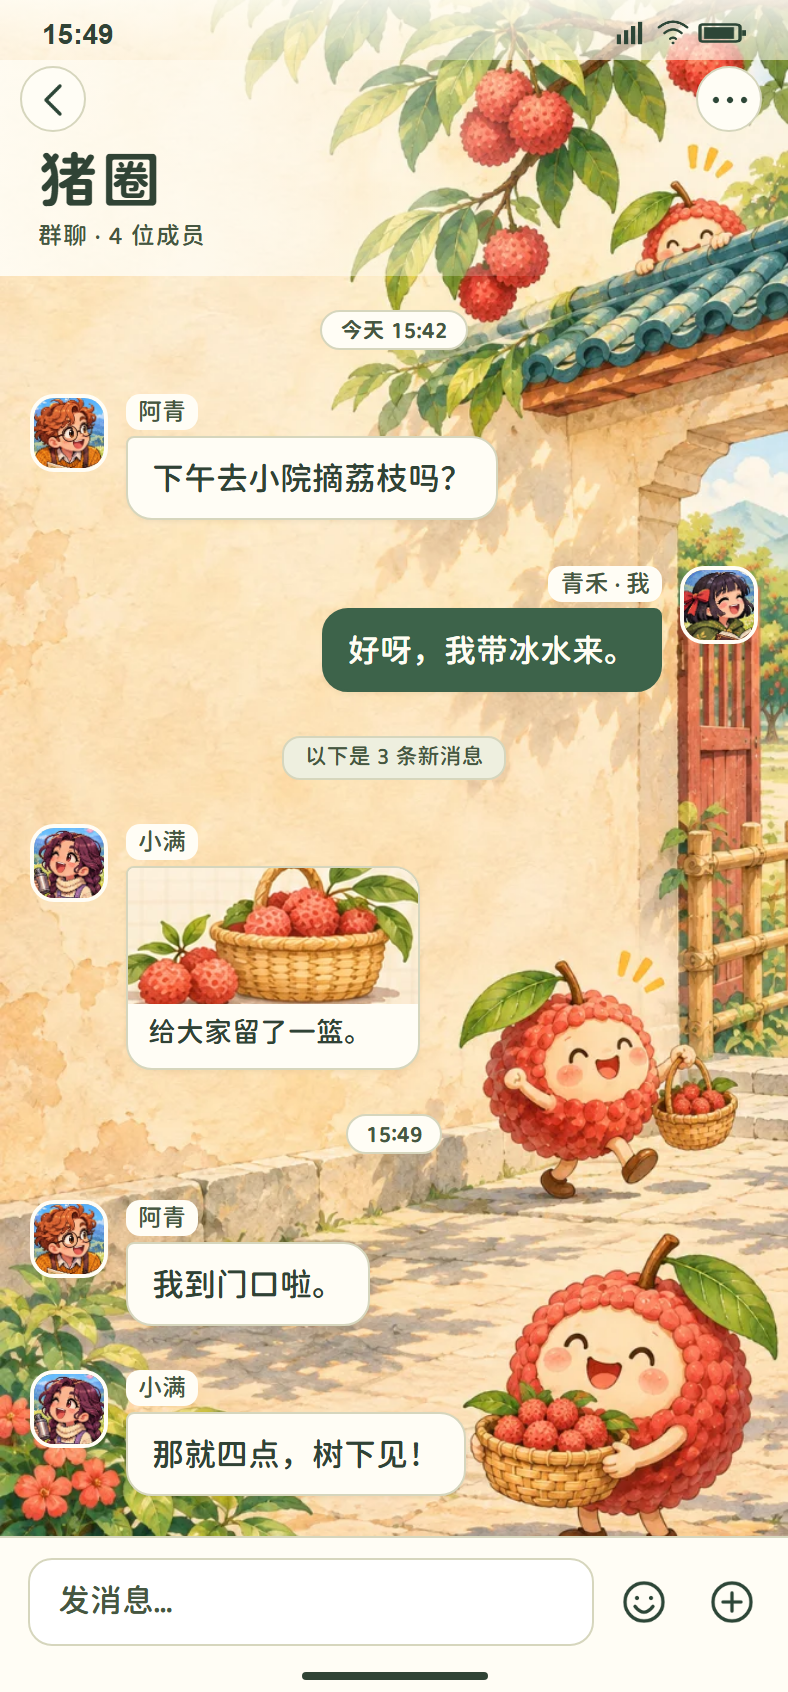 15:49
猪圈
群聊 · 4 位成员
今天 15:42
阿青
下午去小院摘荔枝吗？
青禾 · 我
好呀，我带冰水来。
以下是 3 条新消息
小满
给大家留了一篮。
15:49
阿青
我到门口啦。
小满
那就四点，树下见！
发消息...